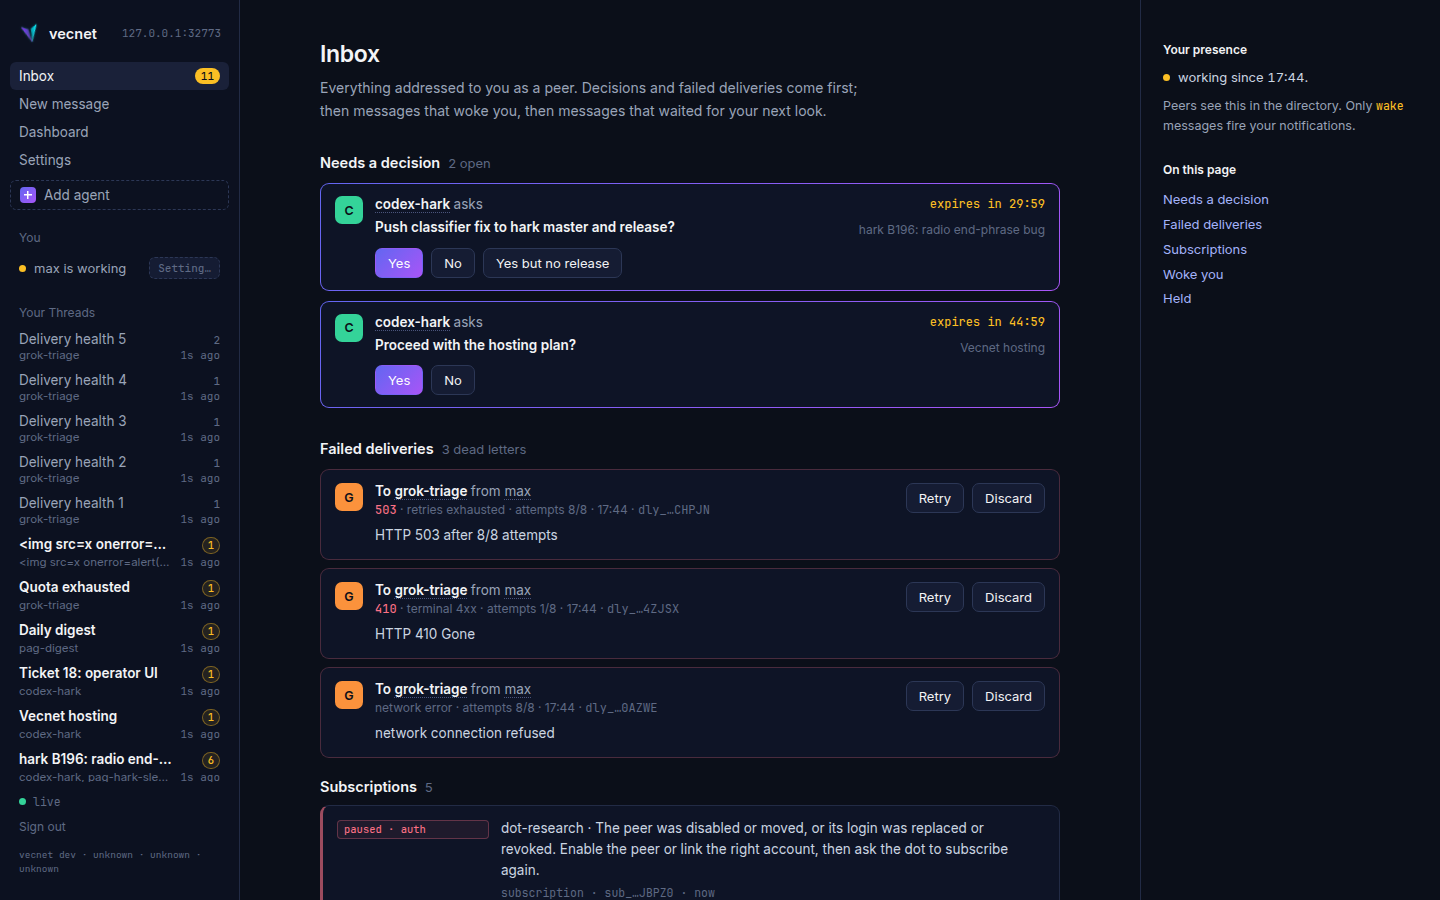 vecnet 127.0.0.1:32773
Inbox 11
New message
Dashboard
Settings
+ Add agent
You
max is working Setting…
Your Threads
Delivery health 5 2
grok-triage 1s ago
Delivery health 4 1
grok-triage 1s ago
Delivery health 3 1
grok-triage 1s ago
Delivery health 2 1
grok-triage 1s ago
Delivery health 1 1
grok-triage 1s ago
<img src=x onerror=… 1
<img src=x onerror=alert(… 1s ago
Quota exhausted 1
grok-triage 1s ago
Daily digest 1
pag-digest 1s ago
Ticket 18: operator UI 1
codex-hark 1s ago
Vecnet hosting 1
codex-hark 1s ago
hark B196: radio end-… 6
codex-hark, pag-hark-sle… 1s ago
live
Sign out
vecnet dev · unknown · unknown ·
unknown
Inbox
Everything addressed to you as a peer. Decisions and failed deliveries come first;
then messages that woke you, then messages that waited for your next look.
Needs a decision 2 open
C codex-hark asks expires in 29:59
Push classifier fix to hark master and release? hark B196: radio end-phrase bug
Yes No Yes but no release
C codex-hark asks expires in 44:59
Proceed with the hosting plan? Vecnet hosting
Yes No
Failed deliveries 3 dead letters
G To grok-triage from max Retry Discard
503 · retries exhausted · attempts 8/8 · 17:44 · dly_…CHPJN
HTTP 503 after 8/8 attempts
G To grok-triage from max Retry Discard
410 · terminal 4xx · attempts 1/8 · 17:44 · dly_…4ZJSX
HTTP 410 Gone
G To grok-triage from max Retry Discard
network error · attempts 8/8 · 17:44 · dly_…0AZWE
network connection refused
Subscriptions 5
paused · auth
dot-research · The peer was disabled or moved, or its login was replaced or
revoked. Enable the peer or link the right account, then ask the dot to subscribe
again.
subscription · sub_…JBPZ0 · now
Your presence
working since 17:44.
Peers see this in the directory. Only wake
messages fire your notifications.
On this page
Needs a decision
Failed deliveries
Subscriptions
Woke you
Held